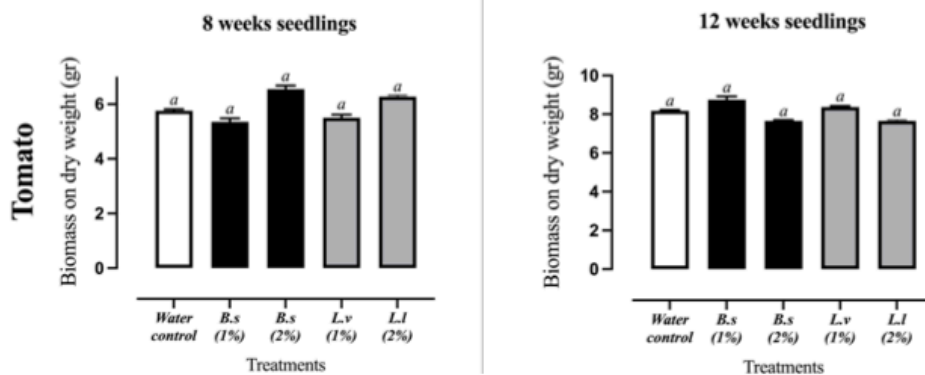 8 weeks seedlings
Tomato
Biomass on dry weight (gr)
6
4
2
0
a
a
a
a
a
Water control
B.s (1%)
B.s (2%)
L.v (1%)
L.l (2%)
Treatments
12 weeks seedlings
Biomass on dry weight (gr)
10
8
6
4
2
0
a
a
a
a
a
Water control
B.s (1%)
B.s (2%)
L.v (1%)
L.l (2%)
Treatments